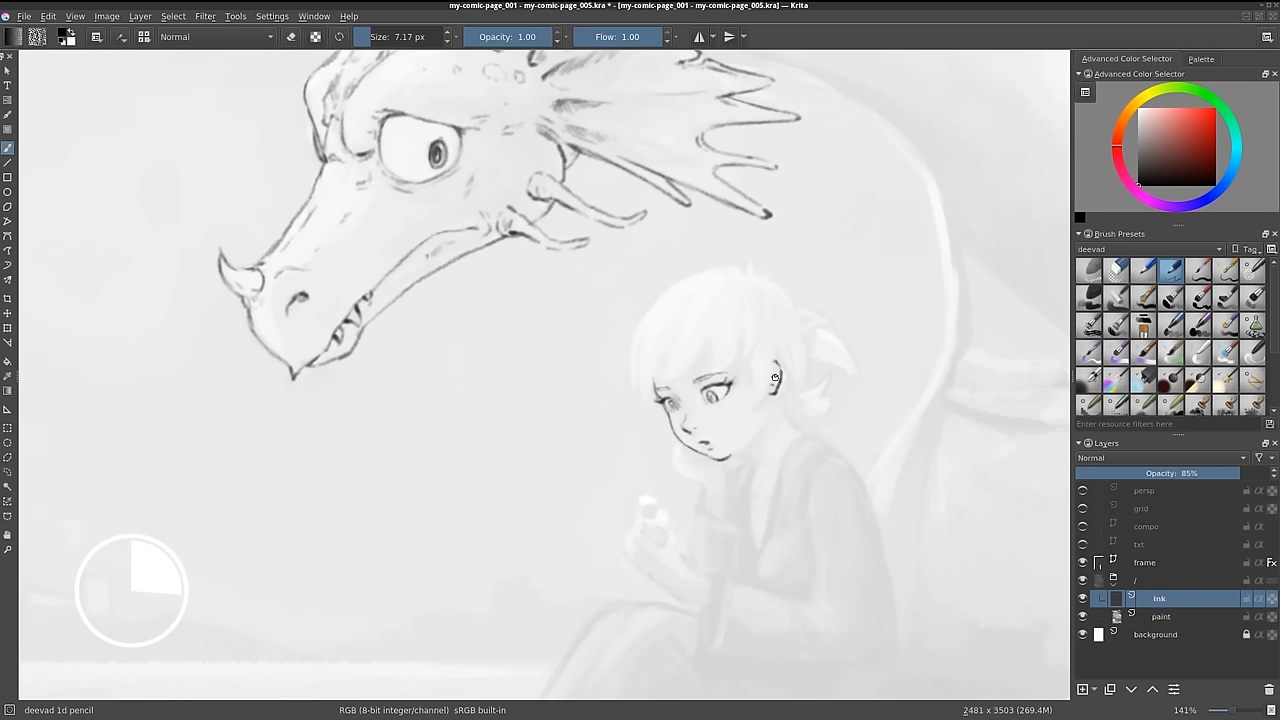 my-comic-page_001 - my-comic-page_005.kra * - [my-comic-page_001 - my-comic-page_005.kra] — Krita
File Edit View Image Layer Select Filter Tools Settings Window Help
Normal Size: 7.17 px Opacity: 1.00 Flow: 1.00
Advanced Color Selector Palette
Advanced Color Selector
Brush Presets
deevad Tag
Enter resource filters here
Layers
Normal
Opacity: 85%
persp
grid
compo
txt
frame fx
/
ink
paint
background
deevad 1d pencil RGB (8-bit integer/channel) sRGB built-in 2481 x 3503 (269.4M) 141%